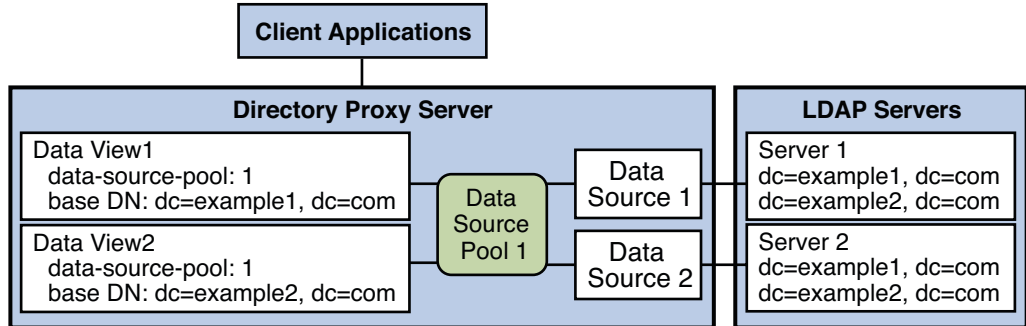 Client Applications
Directory Proxy Server
Data View1
data-source-pool: 1
base DN: dc=example1, dc=com
Data View2
data-source-pool: 1
base DN: dc=example2, dc=com
Data
Source
Pool 1
Data
Source 1
Data
Source 2
LDAP Servers
Server 1
dc=example1, dc=com
dc=example2, dc=com
Server 2
dc=example1, dc=com
dc=example2, dc=com